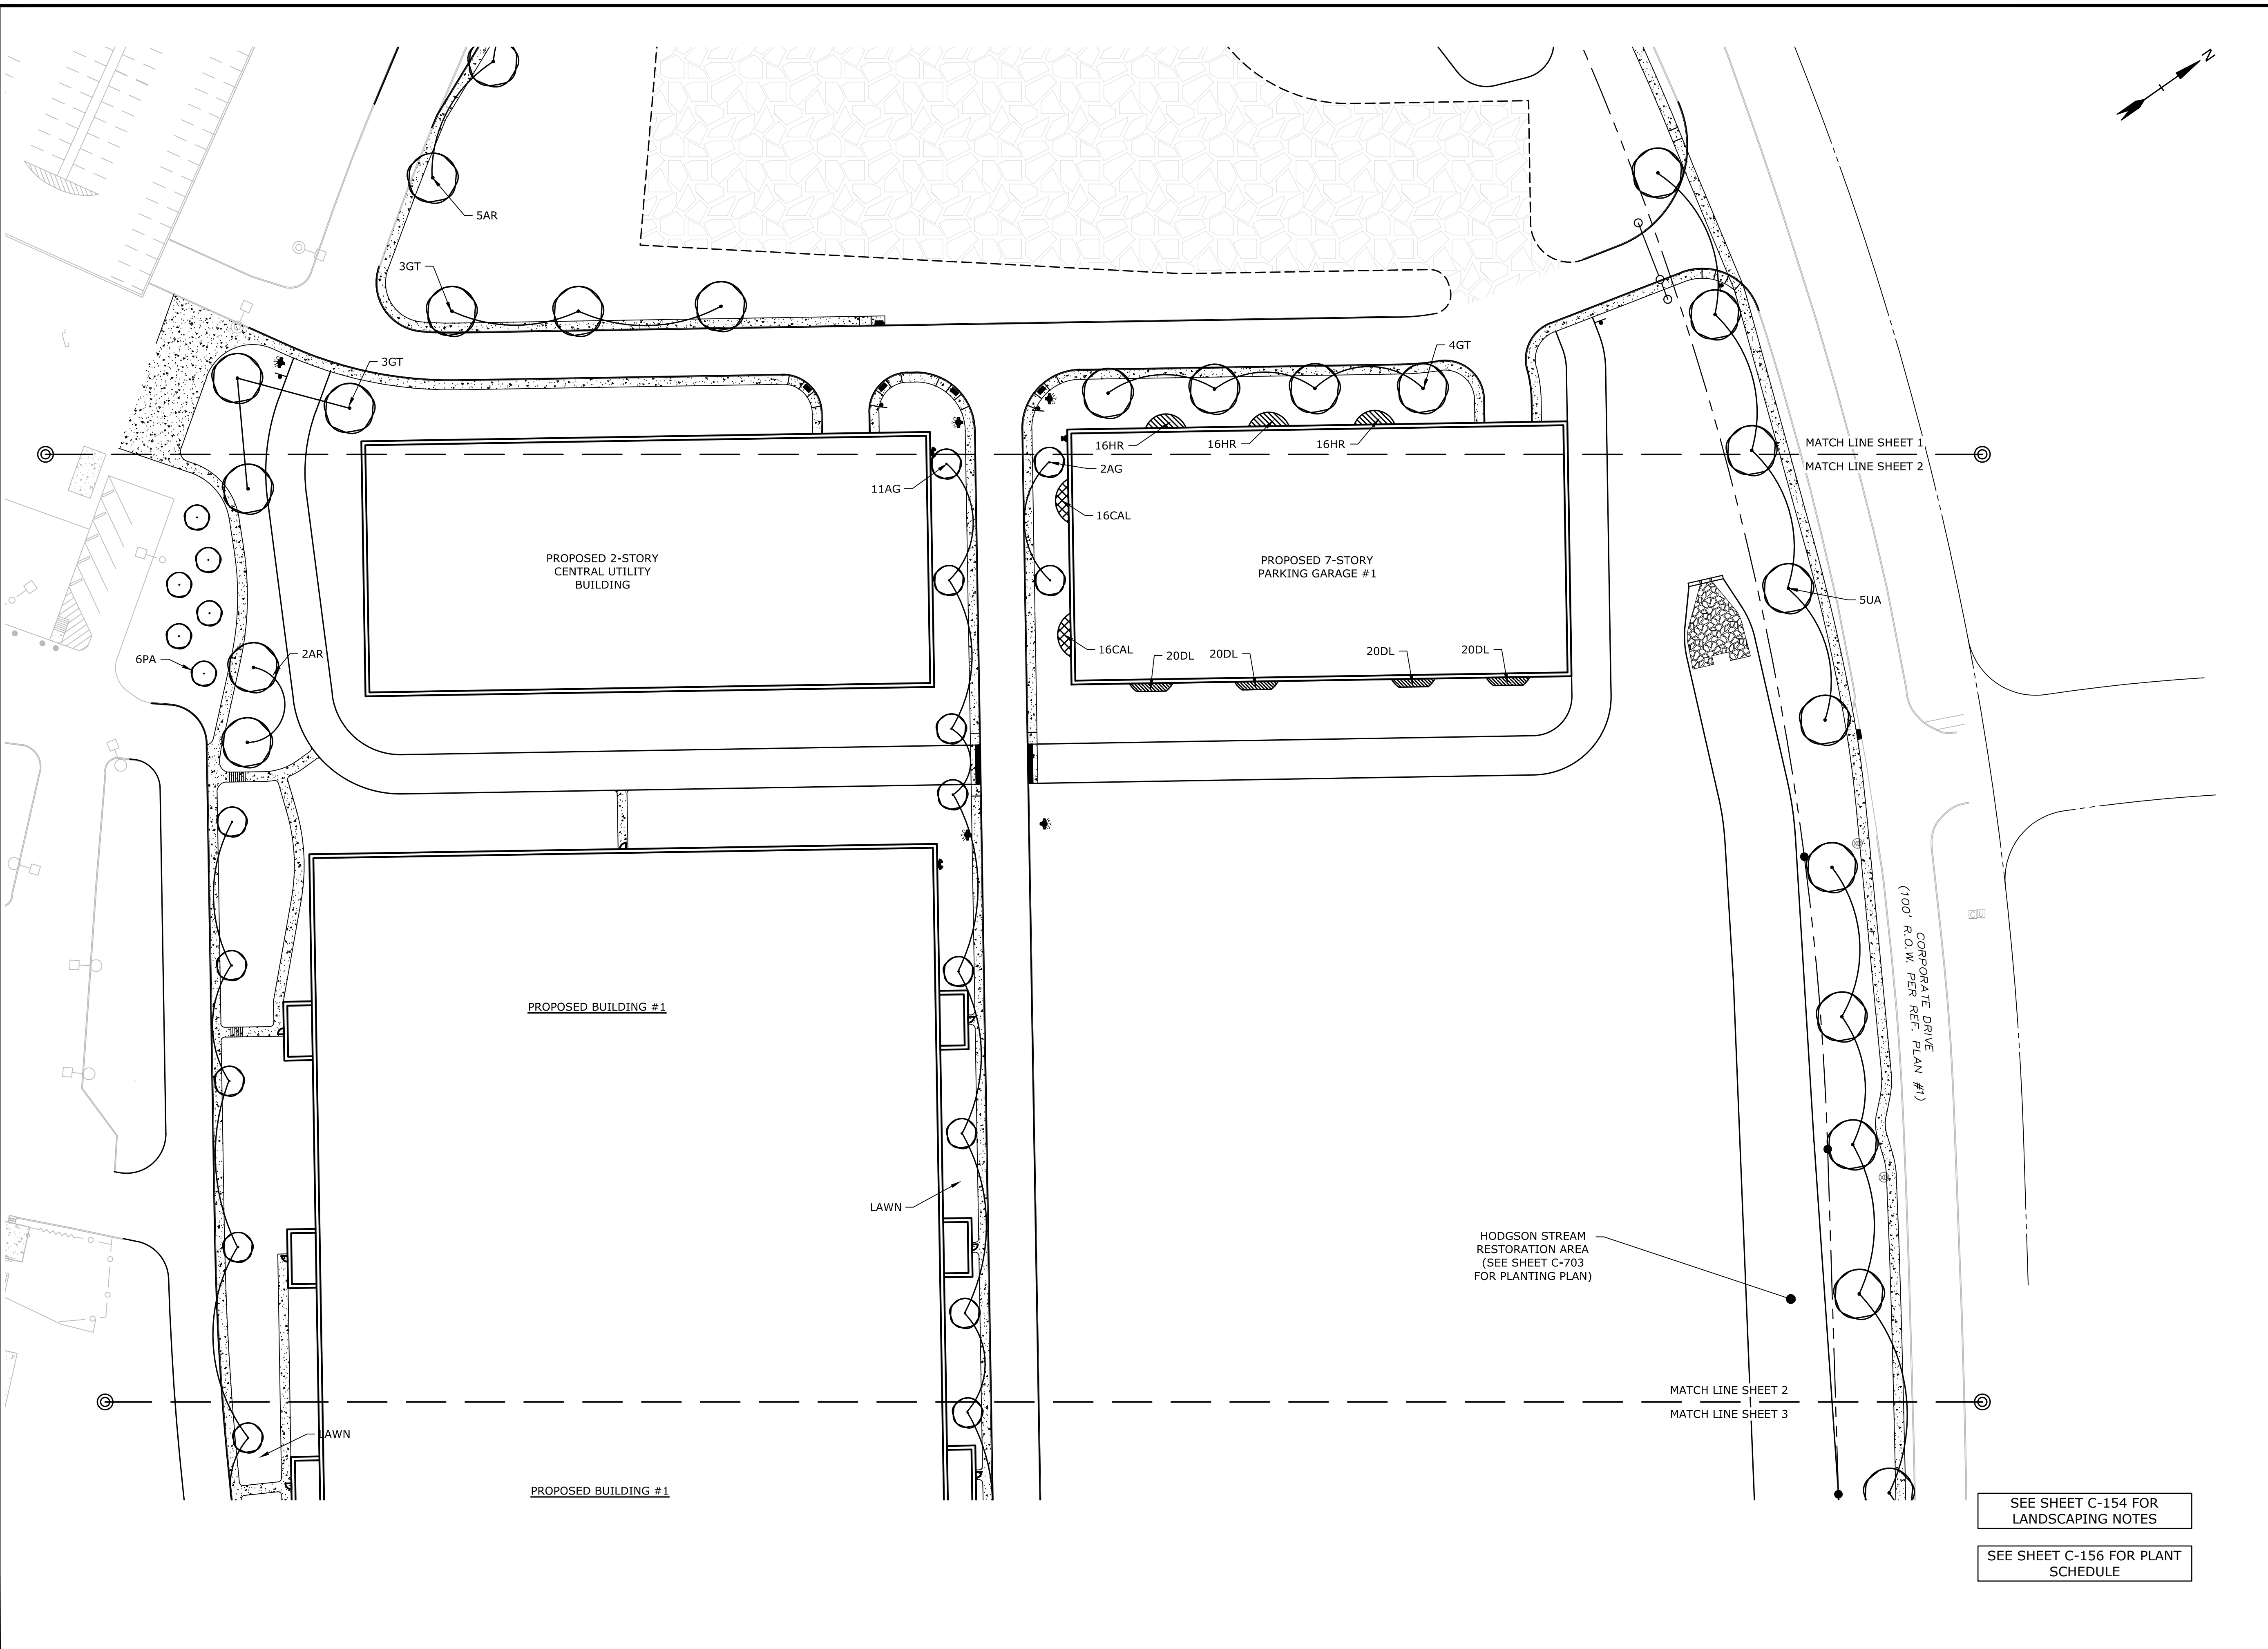 N
5AR
3GT
3GT
4GT
16HR
16HR
16HR
MATCH LINE SHEET 1
MATCH LINE SHEET 2
2AG
11AG
16CAL
PROPOSED 2-STORY
CENTRAL UTILITY
BUILDING
PROPOSED 7-STORY
PARKING GARAGE #1
5UA
6PA
2AR
16CAL
20DL
20DL
20DL
20DL
CORPORATE DRIVE
(100' R.O.W. PER REF. PLAN #1)
PROPOSED BUILDING #1
LAWN
HODGSON STREAM
RESTORATION AREA
(SEE SHEET C-703
FOR PLANTING PLAN)
MATCH LINE SHEET 2
MATCH LINE SHEET 3
LAWN
PROPOSED BUILDING #1
SEE SHEET C-154 FOR
LANDSCAPING NOTES
SEE SHEET C-156 FOR PLANT
SCHEDULE